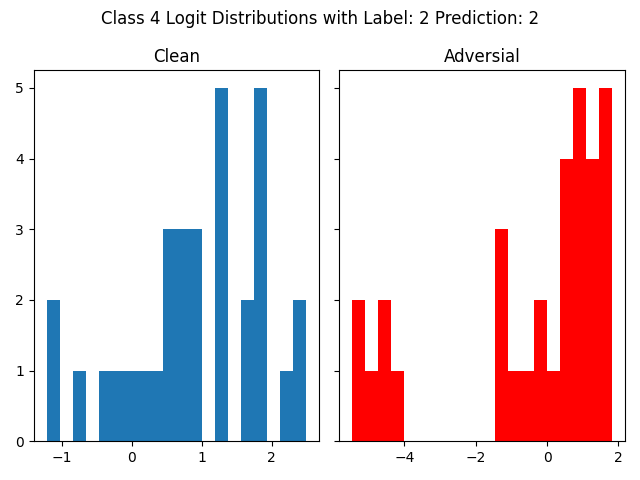 Class 4 Logit Distributions with Label: 2 Prediction: 2
Clean
Adversial
5
4
3
2
1
0
−1 0 1 2
−4 −2 0 2